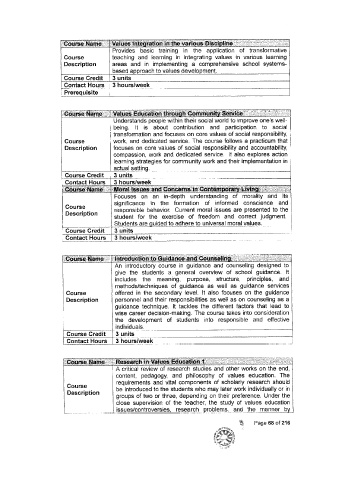 Course Name Values Integration in the various Discipline
Provides basic training in the application of transformative
Course teaching and learning in integrating values in various learning
Description areas and in implementing a comprehensive school systems-
based approach to values development.
Course Credit 3 units
Contact Hours 3 hours/week
Prerequisite
Course Name Values Education through Community Service
Understands people within their social world to improve one's well-
being. It is about contribution and participation to social
transformation and focuses on core values of social responsibility,
Course work, and dedicated service. The course follows a practicum that
Description focuses on core values of social responsibility and accountability,
compassion, work and dedicated service. It also explores action
learning strategies for community work and their implementation in
actual setting.
Course Credit 3 units
Contact Hours 3 hours/week
Course Name Moral Issues and Concerns in Contemporary Living
Focuses on an in-depth understanding of morality and its
significance in the formation of informed conscience and
Course responsible behavior. Current moral issues are presented to the
Description student for the exercise of freedom and correct judgment.
Students are guided to adhere to universal moral values.
Course Credit 3 units
Contact Hours 3 hours/week
Course Name Introduction to Guidance and Counseling
An introductory course in guidance and counseling designed to
give the students a general overview of school guidance. It
includes the meaning, purpose, structure, principles, and
methods/techniques of guidance as well as guidance services
Course offered in the secondary level. It also focuses on the guidance
Description personnel and their responsibilities as well as on counseling as a
guidance technique. It tackles the different factors that lead to
wise career decision-making. The course takes into consideration
the development of students into responsible and effective
individuals.
Course Credit 3 units
Contact Hours 3 hours/week
Course Name Research in Values Education 1
A critical review of research studies and other works on the end,
content, pedagogy, and philosophy of values education. The
requirements and vital components of scholarly research should
Course be introduced to the students who may later work individually or in
Description groups of two or three, depending on their preference. Under the
close supervision of the teacher, the study of values education
issues/controversies, research problems, and the manner by
Page 68 of 216